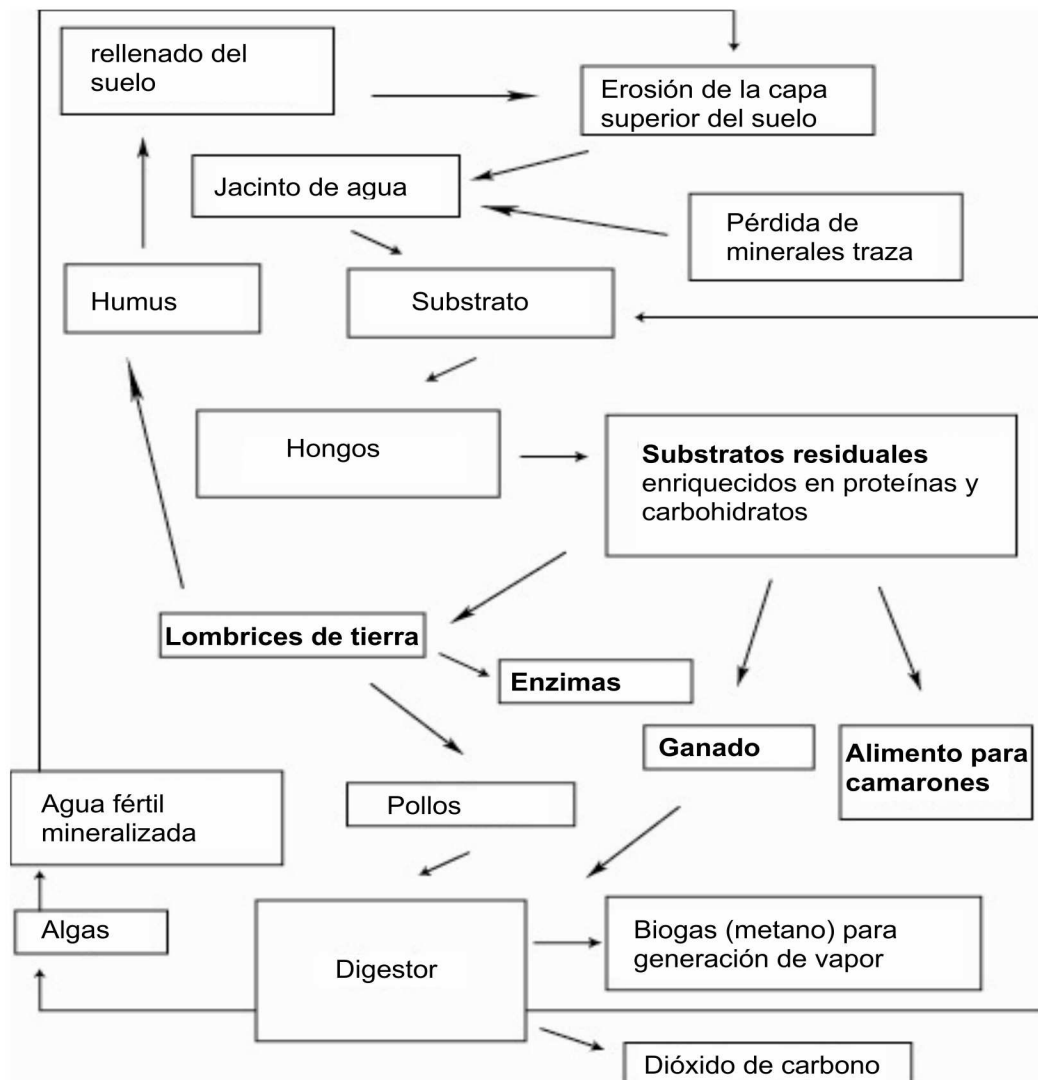 rellenado del
suelo
Erosión de la capa
superior del suelo
Jacinto de agua
Pérdida de
minerales traza
Humus
Substrato
Hongos
Substratos residuales
enriquecidos en proteínas y
carbohidratos
Lombrices de tierra
Enzimas
Ganado
Alimento para
camarones
Agua fértil
mineralizada
Pollos
Algas
Digestor
Biogas (metano) para
generación de vapor
Dióxido de carbono